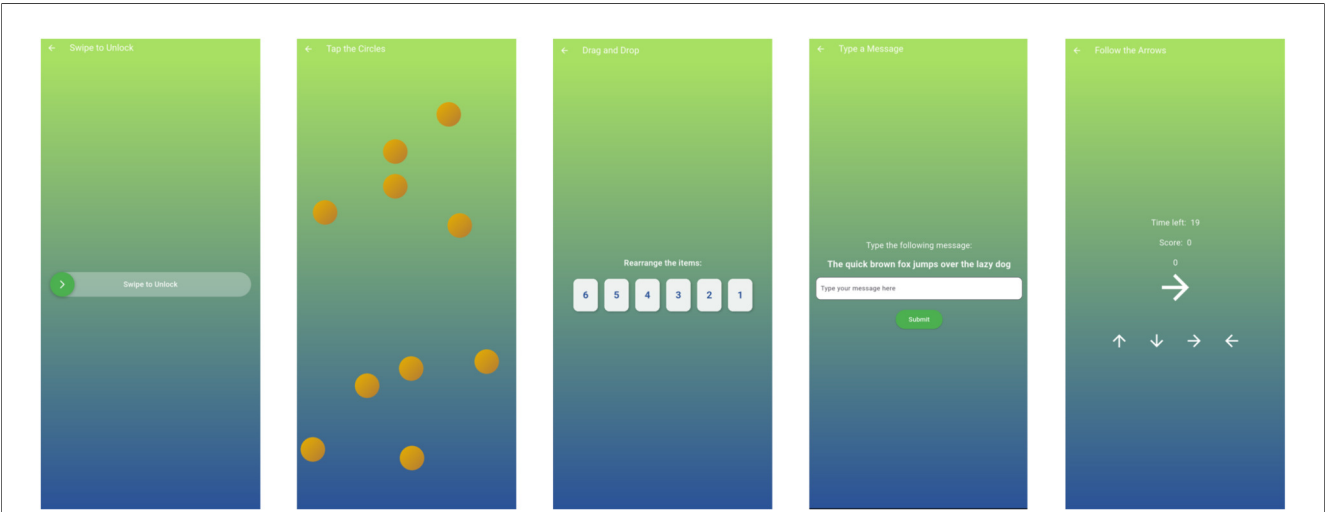 ← Swipe to Unlock
Swipe to Unlock
← Tap the Circles
← Drag and Drop
Rearrange the items:
6 5 4 3 2 1
← Type a Message
Type the following message:
The quick brown fox jumps over the lazy dog
Type your message here
Submit
← Follow the Arrows
Time left: 19
Score: 0
0
→
↑ ↓ → ←